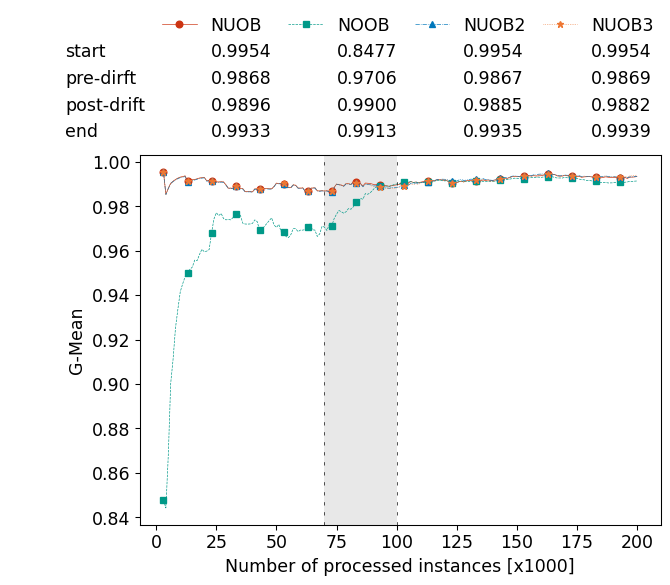 NUOB NOOB NUOB2 NUOB3
start 0.9954 0.8477 0.9954 0.9954
pre-dirft 0.9868 0.9706 0.9867 0.9869
post-drift 0.9896 0.9900 0.9885 0.9882
end 0.9933 0.9913 0.9935 0.9939
1.00
0.98
0.96
0.94
0.92
0.90
0.88
0.86
0.84
G-Mean
0 25 50 75 100 125 150 175 200
Number of processed instances [x1000]